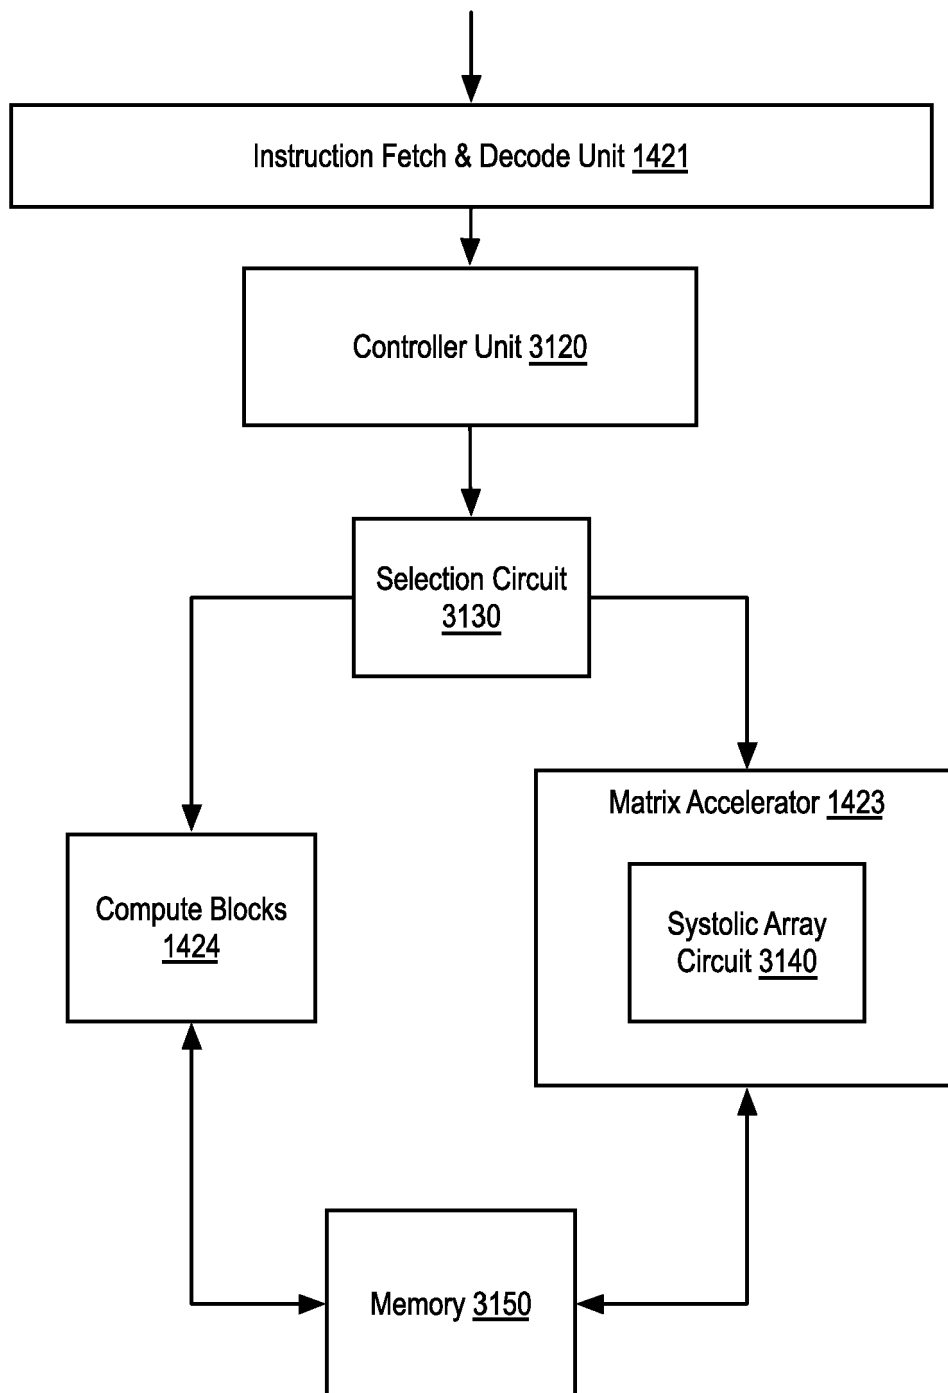 Instruction Fetch & Decode Unit 1421
Controller Unit 3120
Selection Circuit
3130
Matrix Accelerator 1423
Compute Blocks
1424
Systolic Array
Circuit 3140
Memory 3150